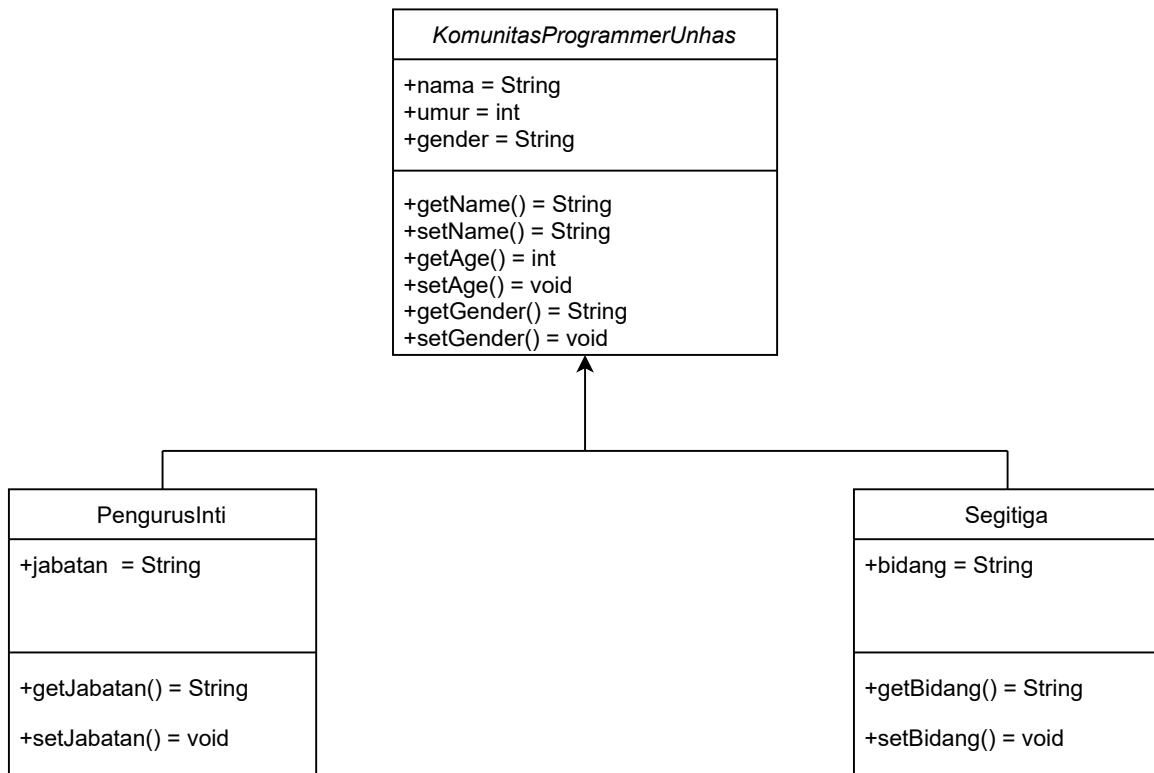 KomunitasProgrammerUnhas
+nama = String
+umur = int
+gender = String
+getName() = String
+setName() = String
+getAge() = int
+setAge() = void
+getGender() = String
+setGender() = void
PengurusInti
+jabatan  = String
+getJabatan() = String
+setJabatan() = void
Segitiga
+bidang = String
+getBidang() = String
+setBidang() = void